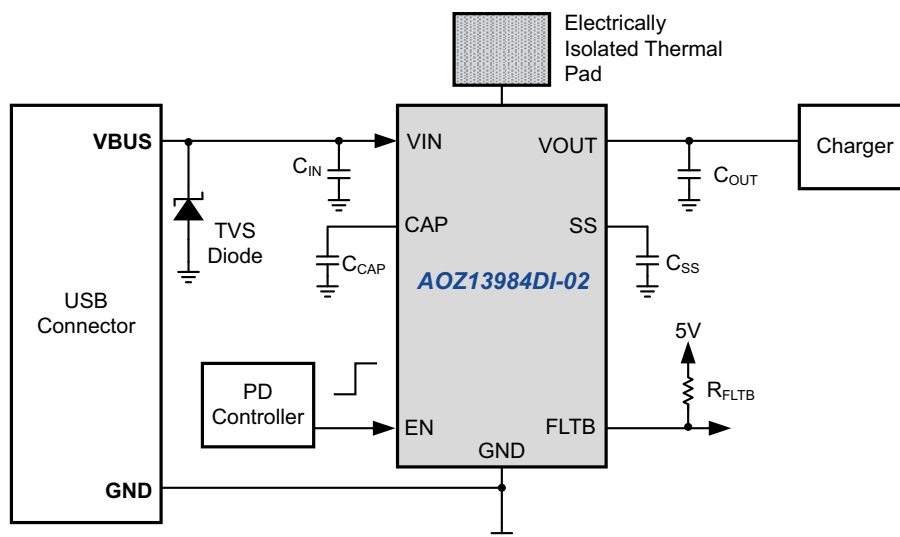 Electrically
Isolated Thermal
Pad
VBUS
VIN
VOUT
Charger
CIN
COUT
TVS
Diode
CAP
SS
CCAP
CSS
AOZ13984DI-02
USB
Connector
5V
RFLTB
PD
Controller
EN
FLTB
GND
GND